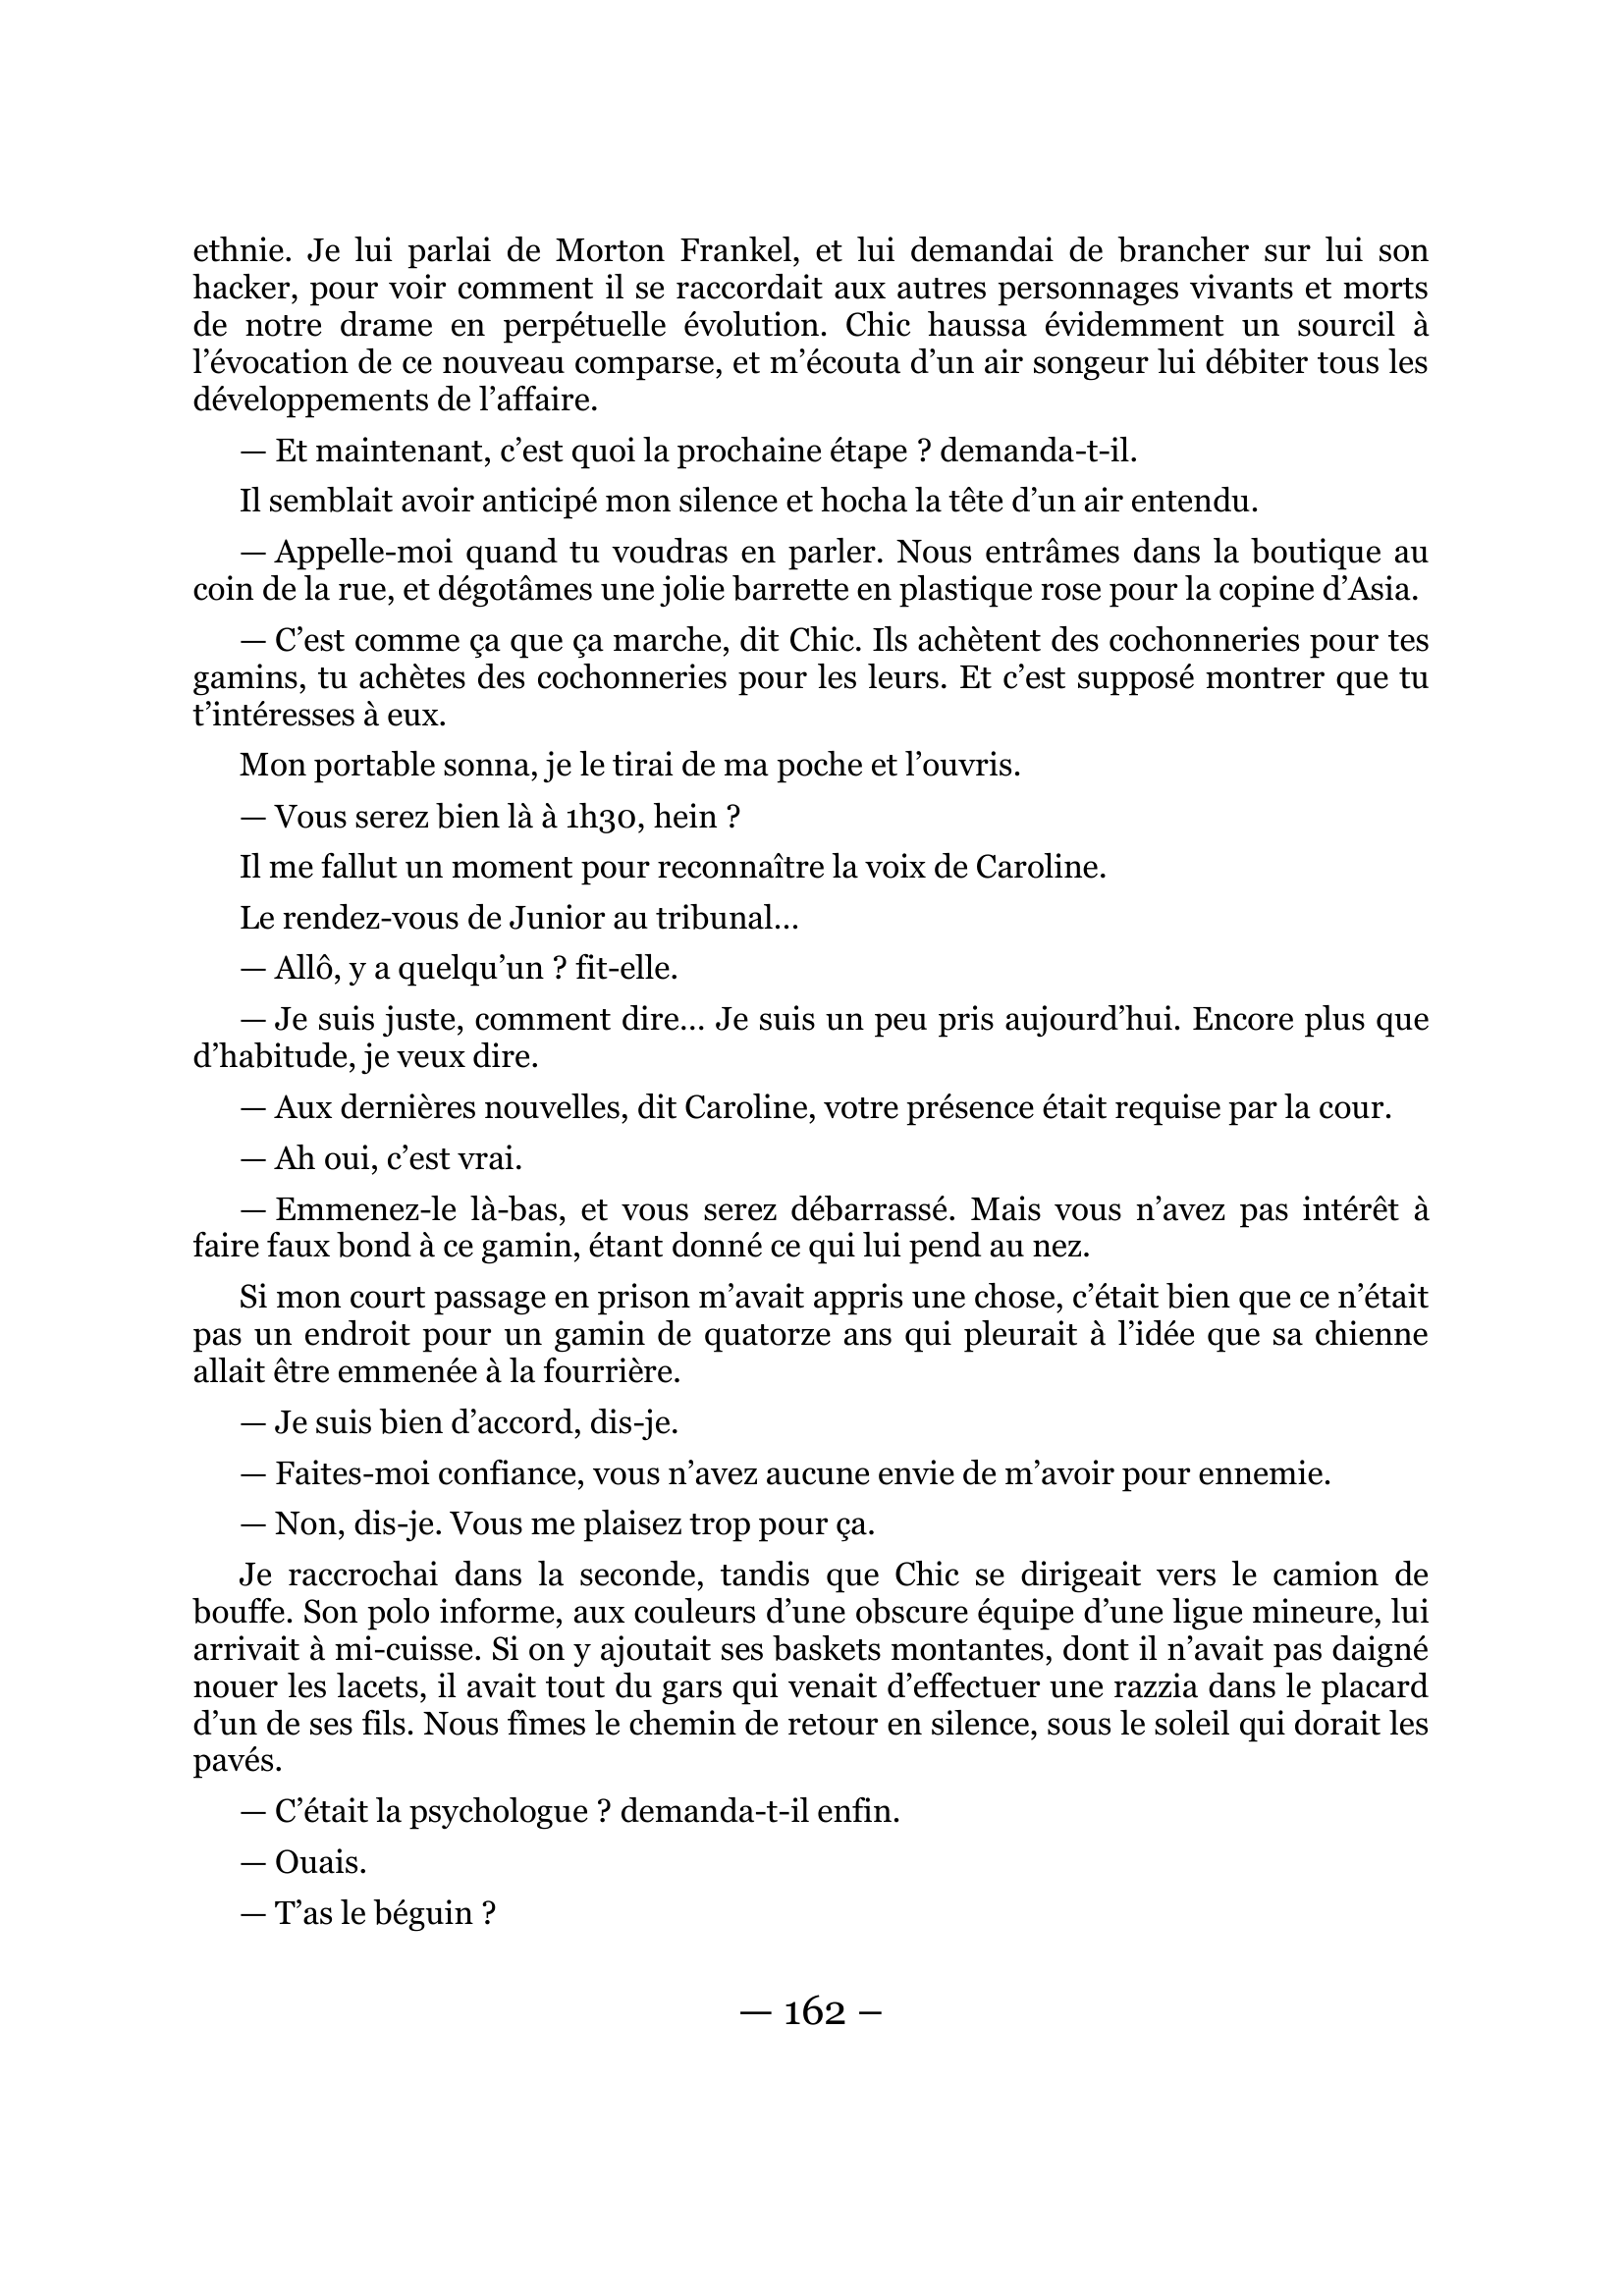 ethnie. Je lui parlai de Morton Frankel, et lui demandai de brancher sur lui son
hacker, pour voir comment il se raccordait aux autres personnages vivants et morts
de notre drame en perpétuelle évolution. Chic haussa évidemment un sourcil à
l’évocation de ce nouveau comparse, et m’écouta d’un air songeur lui débiter tous les
développements de l’affaire.
— Et maintenant, c’est quoi la prochaine étape ? demanda-t-il.
Il semblait avoir anticipé mon silence et hocha la tête d’un air entendu.
— Appelle-moi quand tu voudras en parler. Nous entrâmes dans la boutique au
coin de la rue, et dégotâmes une jolie barrette en plastique rose pour la copine d’Asia.
— C’est comme ça que ça marche, dit Chic. Ils achètent des cochonneries pour tes
gamins, tu achètes des cochonneries pour les leurs. Et c’est supposé montrer que tu
t’intéresses à eux.
Mon portable sonna, je le tirai de ma poche et l’ouvris.
— Vous serez bien là à 1h30, hein ?
Il me fallut un moment pour reconnaître la voix de Caroline.
Le rendez-vous de Junior au tribunal…
— Allô, y a quelqu’un ? fit-elle.
— Je suis juste, comment dire… Je suis un peu pris aujourd’hui. Encore plus que
d’habitude, je veux dire.
— Aux dernières nouvelles, dit Caroline, votre présence était requise par la cour.
— Ah oui, c’est vrai.
— Emmenez-le là-bas, et vous serez débarrassé. Mais vous n’avez pas intérêt à
faire faux bond à ce gamin, étant donné ce qui lui pend au nez.
Si mon court passage en prison m’avait appris une chose, c’était bien que ce n’était
pas un endroit pour un gamin de quatorze ans qui pleurait à l’idée que sa chienne
allait être emmenée à la fourrière.
— Je suis bien d’accord, dis-je.
— Faites-moi confiance, vous n’avez aucune envie de m’avoir pour ennemie.
— Non, dis-je. Vous me plaisez trop pour ça.
Je raccrochai dans la seconde, tandis que Chic se dirigeait vers le camion de
bouffe. Son polo informe, aux couleurs d’une obscure équipe d’une ligue mineure, lui
arrivait à mi-cuisse. Si on y ajoutait ses baskets montantes, dont il n’avait pas daigné
nouer les lacets, il avait tout du gars qui venait d’effectuer une razzia dans le placard
d’un de ses fils. Nous fîmes le chemin de retour en silence, sous le soleil qui dorait les
pavés.
— C’était la psychologue ? demanda-t-il enfin.
— Ouais.
— T’as le béguin ?
— 162 –